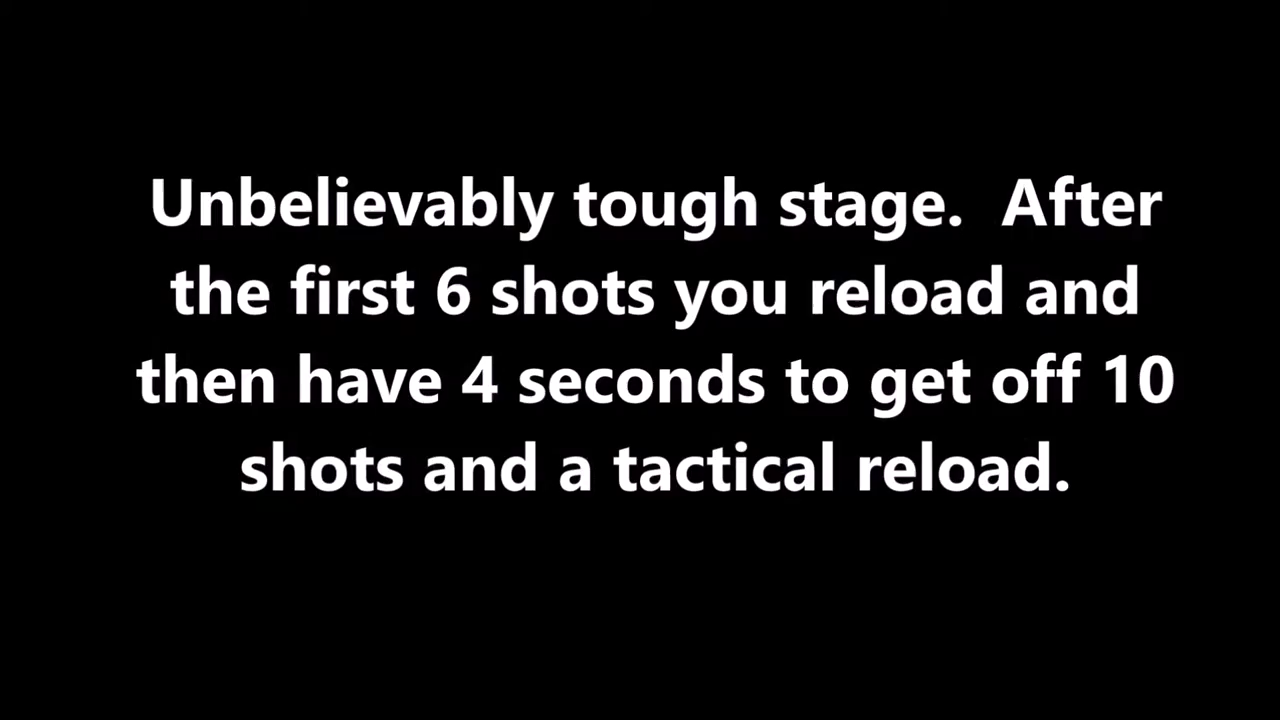 Unbelievably tough stage.  After
the first 6 shots you reload and
then have 4 seconds to get off 10
shots and a tactical reload.